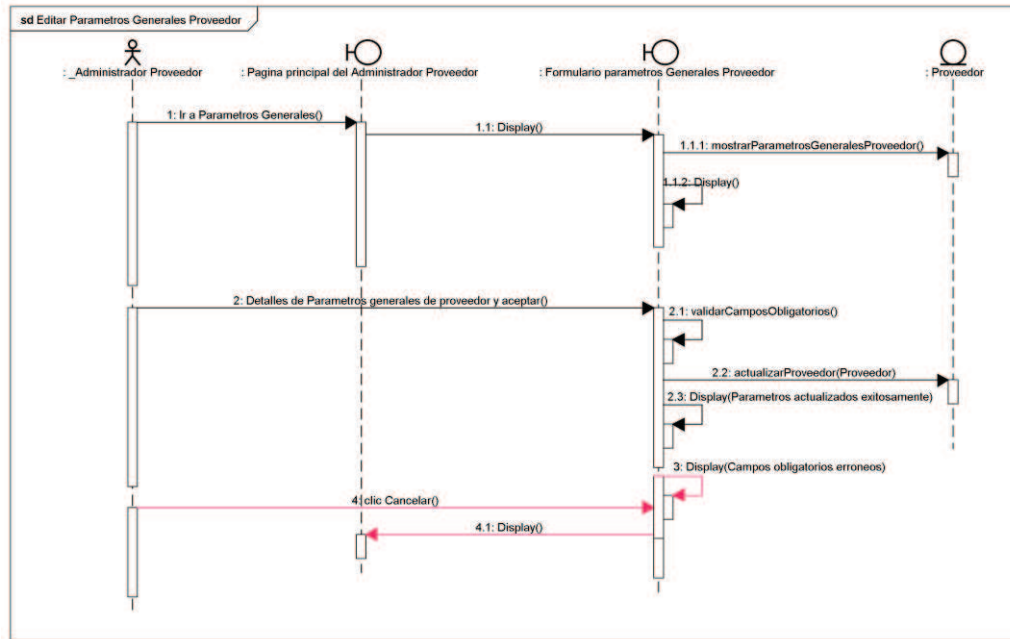 sd Editar Parametros Generales Proveedor
: _Administrador Proveedor
: Pagina principal del Administrador Proveedor
: Formulario parametros Generales Proveedor
: Proveedor
1: Ir a Parametros Generales()
1.1: Display()
1.1.1: mostrarParametrosGeneralesProveedor()
1.1.2: Display()
2: Detalles de Parametros generales de proveedor y aceptar()
2.1: validarCamposObligatorios()
2.2: actualizarProveedor(Proveedor)
2.3: Display(Parametros actualizados exitosamente)
3: Display(Campos obligatorios erroneos)
4: clic Cancelar()
4.1: Display()